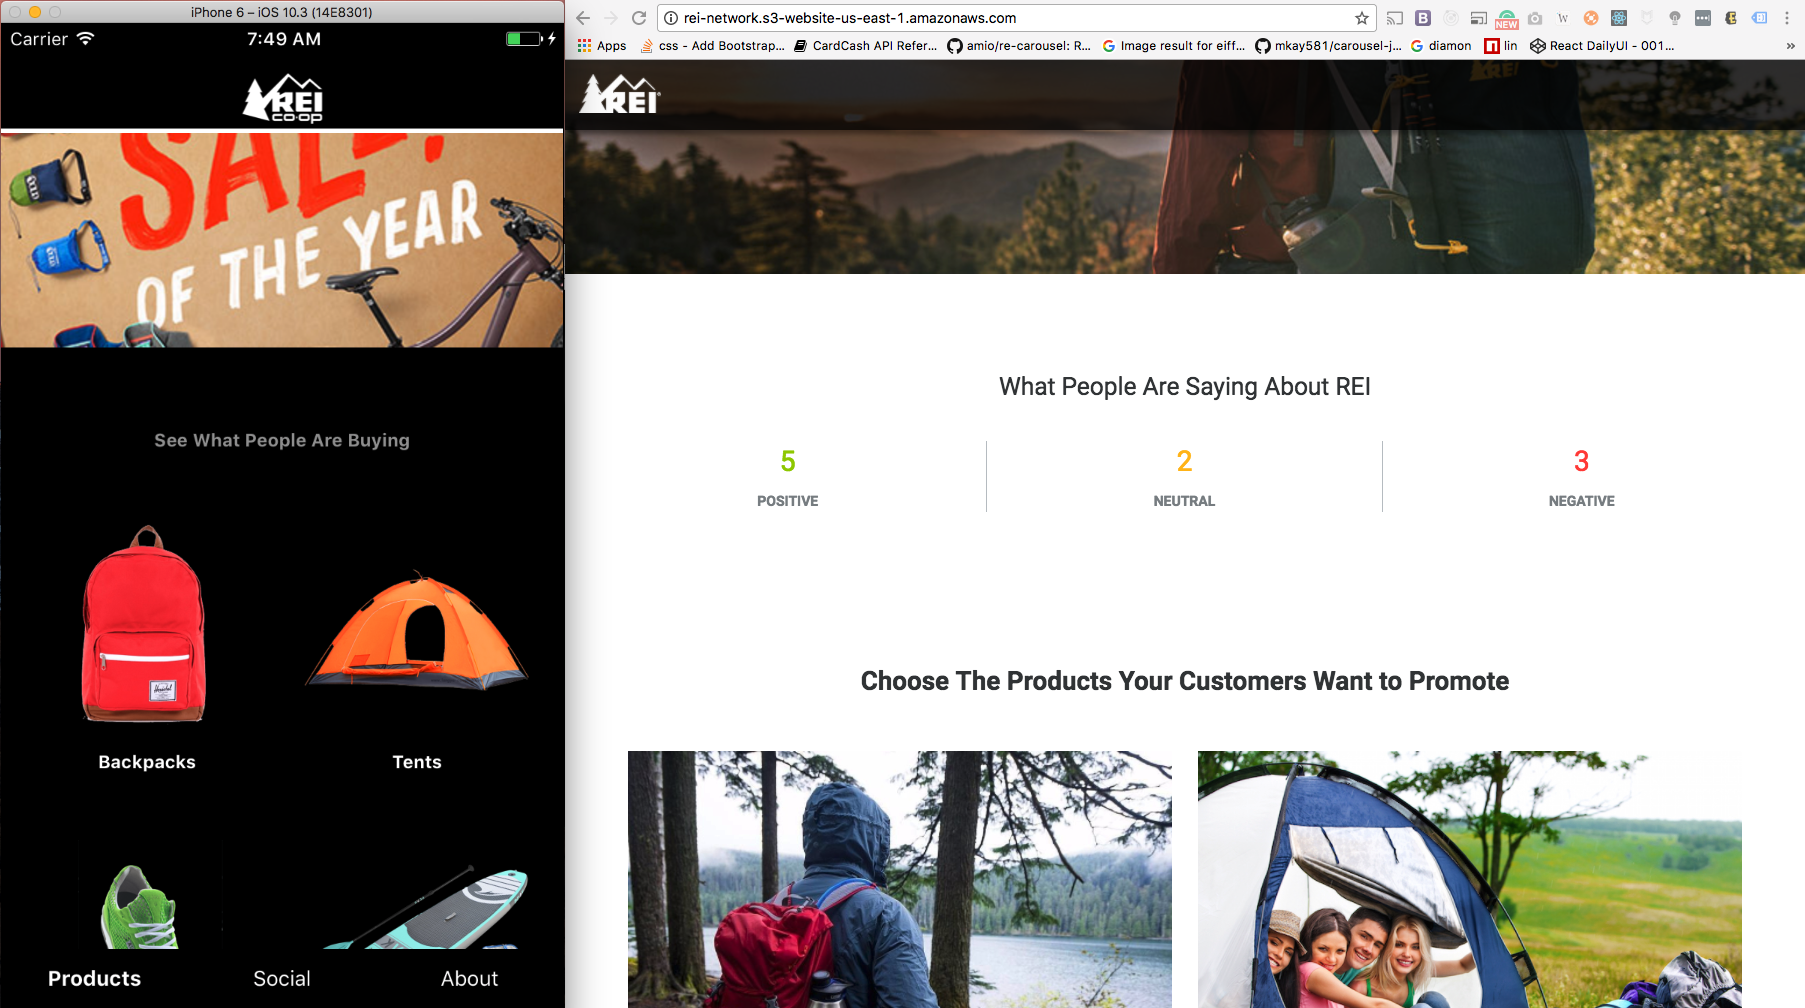 iPhone 6 – iOS 10.3 (14E8301)
Carrier 7:49 AM
REI
co·op
SALE!
OF THE YEAR
See What People Are Buying
Backpacks
Tents
Products
Social
About
rei-network.s3-website-us-east-1.amazonaws.com
NEW
Apps
css - Add Bootstrap...
CardCash API Refer...
amio/re-carousel: R...
Image result for eiff...
mkay581/carousel-j...
diamon
lin
React DailyUI - 001...
»
REI
REI
What People Are Saying About REI
5
POSITIVE
2
NEUTRAL
3
NEGATIVE
Choose The Products Your Customers Want to Promote